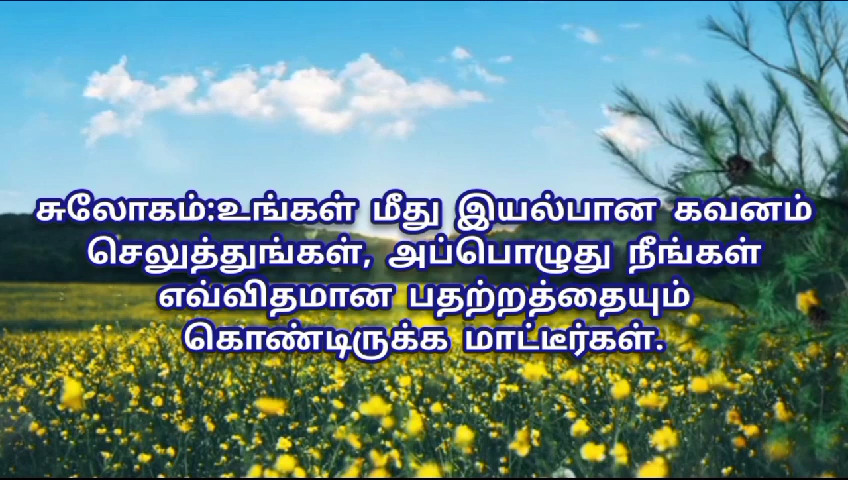 சுலோகம்:உங்கள் மீது இயல்பான கவனம்
செலுத்துங்கள், அப்பொழுது நீங்கள்
எவ்விதமான பதற்றத்தையும்
கொண்டிருக்க மாட்டீர்கள்.